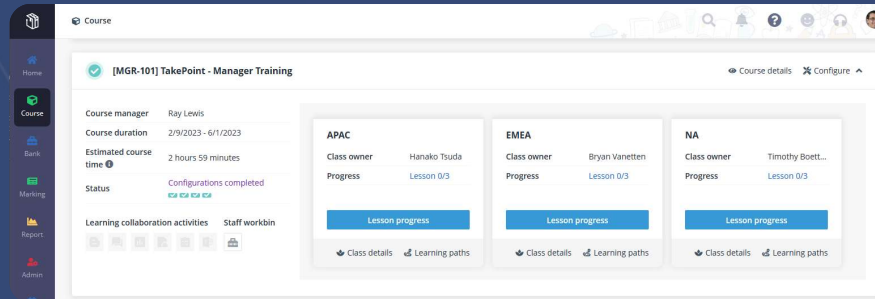 Course
Home
Course
Bank
Marking
Report
Admin
[MGR-101] TakePoint - Manager Training
Course details
Configure
Course manager Ray Lewis
Course duration 2/9/2023 - 6/1/2023
Estimated course
time
2 hours 59 minutes
Status
Configurations completed
Learning collaboration activities
Staff workbin
APAC
Class owner Hanako Tsuda
Progress Lesson 0/3
Lesson progress
Class details
Learning paths
EMEA
Class owner Bryan Vanetten
Progress Lesson 0/3
Lesson progress
Class details
Learning paths
NA
Class owner Timothy Boett...
Progress Lesson 0/3
Lesson progress
Class details
Learning paths